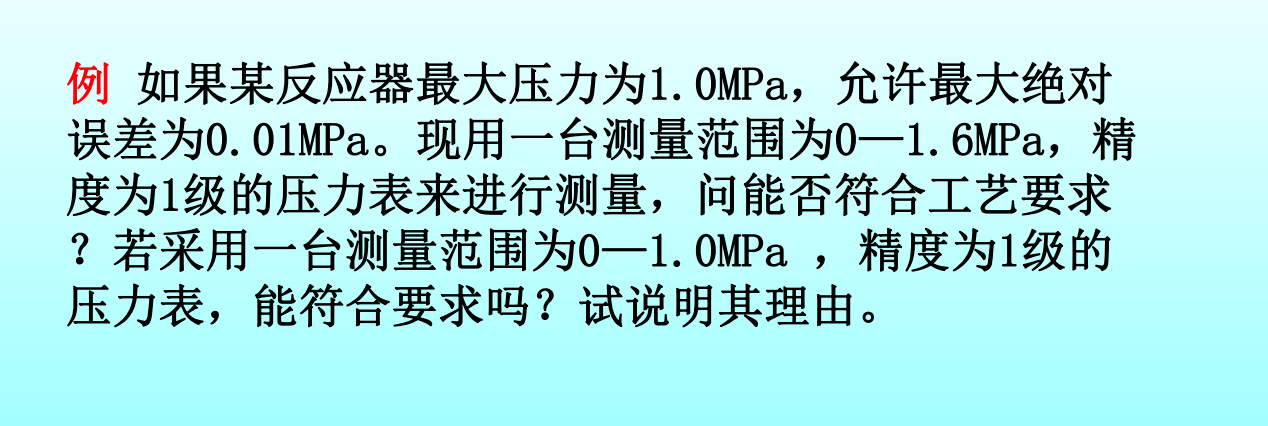 例 如果某反应器最大压力为1.0MPa，允许最大绝对
误差为0.01MPa。现用一台测量范围为0—1.6MPa，精
度为1级的压力表来进行测量，问能否符合工艺要求
？若采用一台测量范围为0—1.0MPa ，精度为1级的
压力表，能符合要求吗？试说明其理由。